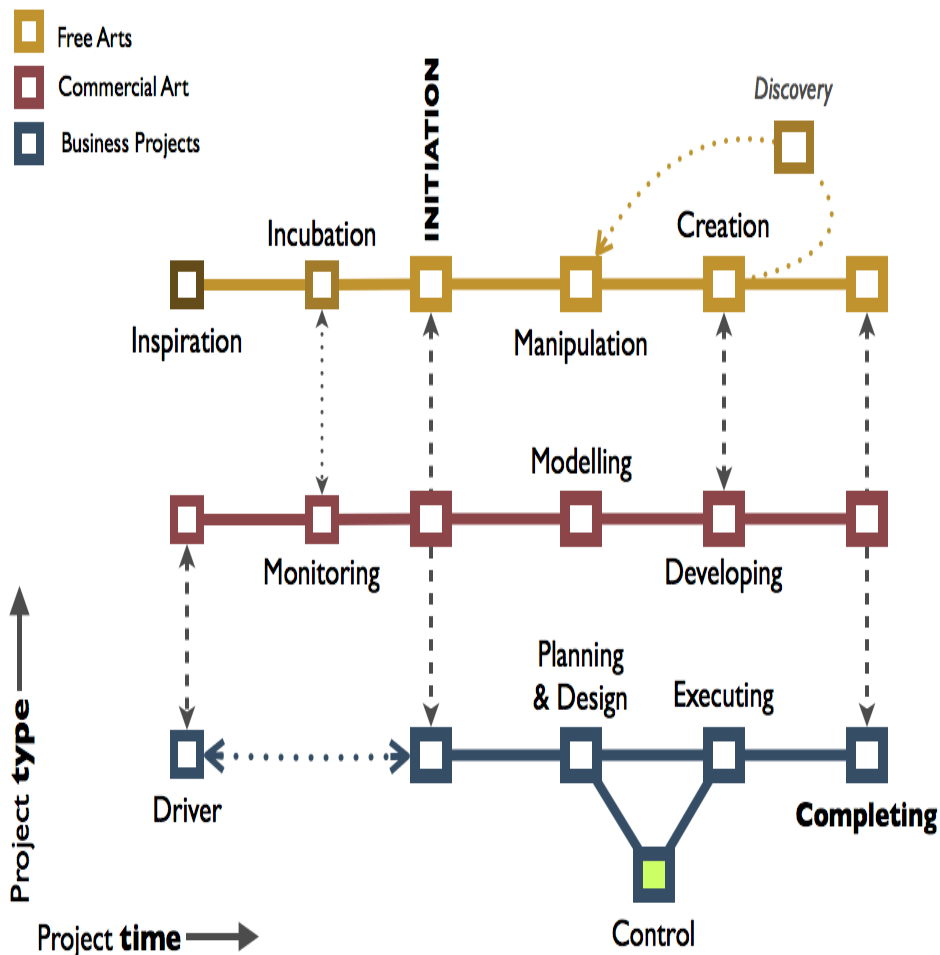 Free Arts
Commercial Art
Business Projects
INITIATION
Discovery
Incubation
Creation
Inspiration
Manipulation
Modelling
Monitoring
Developing
Planning
& Design
Executing
Driver
Completing
Control
Project type
Project time